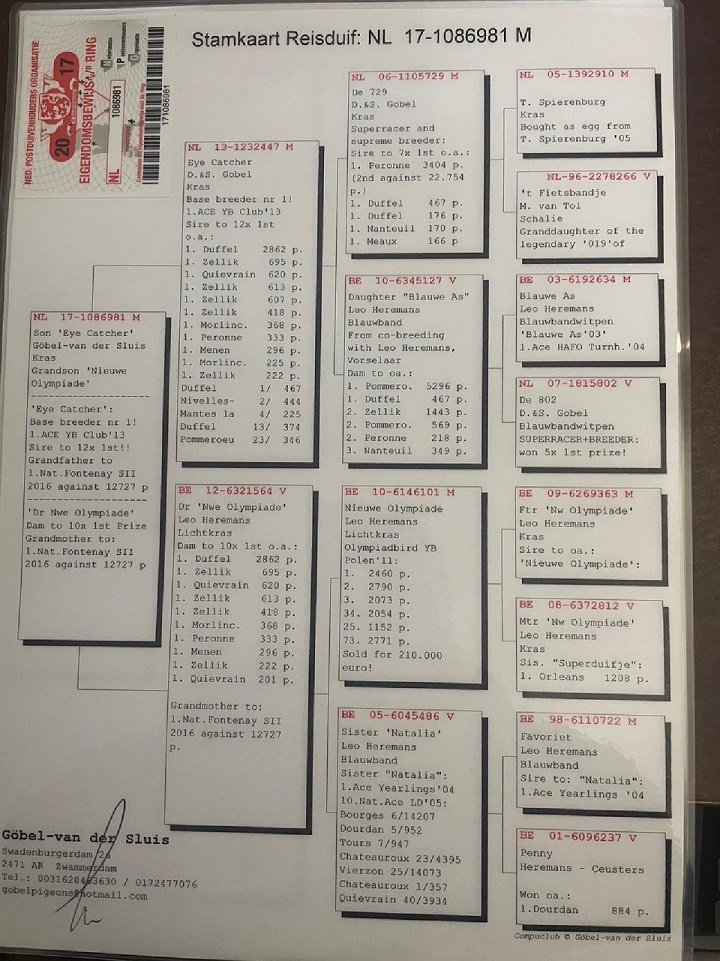 Stamkaart Reisduif: NL 17-1086981 M
NED. POSTDUIVENHOUDERS ORGANISATIE
20 17
EIGENDOMSBEWIJS v/d RING
NL 1086981
171086981
NL 17-1086981 M
Son 'Eye Catcher'
Göbel-van der Sluis
Kras
Grandson 'Nieuwe
Olympiade'
'Eye Catcher':
Base breeder nr 1!
1.ACE YB Club'13
Sire to 12x 1st!!
Grandfather to
1.Nat.Fontenay SII
2016 against 12727 p
'Dr Nwe Olympiade'
Dam to 10x 1st Prize
Grandmother to:
1.Nat.Fontenay SII
2016 against 12727 p
NL 13-1232447 M
Eye Catcher
D.&S. Gobel
Kras
Base breeder nr 1!
1.ACE YB Club'13
Sire to 12x 1st
o.a.:
1. Duffel 2862 p.
1. Zellik 695 p.
1. Quievrain 620 p.
1. Zellik 613 p.
1. Zellik 607 p.
1. Zellik 418 p.
1. Morlinc. 368 p.
1. Peronne 333 p.
1. Menen 296 p.
1. Morlinc. 225 p.
1. Zellik 222 p.
Duffel 1/ 467
Nivelles- 2/ 444
Mantes la 4/ 225
Duffel 13/ 374
Pommeroeu 23/ 346
BE 12-6321564 V
Dr 'Nwe Olympiade'
Leo Heremans
Lichtkras
Dam to 10x 1st o.a.:
1. Duffel 2862 p.
1. Zellik 695 p.
1. Quievrain 620 p.
1. Zellik 613 p.
1. Zellik 418 p.
1. Morlinc. 368 p.
1. Peronne 333 p.
1. Menen 296 p.
1. Zellik 222 p.
1. Quievrain 201 p.
Grandmother to:
1.Nat.Fontenay SII
2016 against 12727
p.
NL 06-1105729 M
De 729
D.&S. Gobel
Kras
Superracer and
supreme breeder:
Sire to 7x 1st o.a.:
1. Peronne 3404 p.
(2nd against 22.754
p.)
1. Duffel 467 p.
1. Duffel 176 p.
1. Nanteuil 170 p.
1. Meaux 166 p
BE 10-6345127 V
Daughter "Blauwe As"
Leo Heremans
Blauwband
From co-breeding
with Leo Heremans,
Vorselaar
Dam to oa.:
1. Pommero. 5296 p.
1. Duffel 467 p.
2. Zellik 1443 p.
2. Pommero. 569 p.
2. Peronne 218 p.
3. Nanteuil 349 p.
BE 10-6146101 M
Nieuwe Olympiade
Leo Heremans
Lichtkras
Olympiadbird YB
Polen'11:
1. 2460 p.
2. 2790 p.
3. 2073 p.
34. 2054 p.
25. 1152 p.
73. 2771 p.
Sold for 210.000
euro!
BE 05-6045486 V
Sister 'Natalia'
Leo Heremans
Blauwband
Sister "Natalia":
1.Ace Yearlings'04
10.Nat.Ace LD'05:
Bourges 6/14207
Dourdan 5/952
Tours 7/947
Chateauroux 23/4395
Vierzon 25/14073
Chateauroux 1/357
Quievrain 40/3934
NL 05-1392910 M
T. Spierenburg
Kras
Bought as egg from
T. Spierenburg '05
NL-96-2278266 V
't Fietsbandje
M. van Tol
Schalie
Granddaughter of the
legendary '019'of
BE 03-6192634 M
Blauwe As
Leo Heremans
Blauwbandwitpen
'Blauwe As'03'
1.Ace HAFO Turnh.'04
NL 07-1815802 V
De 802
D.&S. Gobel
Blauwbandwitpen
SUPERRACER+BREEDER:
won 5x 1st prize!
BE 09-6269363 M
Ftr 'Nw Olympiade'
Leo Heremans
Kras
Sire to oa.:
'Nieuwe Olympiade':
BE 08-6372812 V
Mtr 'Nw Olympiade'
Leo Heremans
Kras
Sis. "Superduifje":
1. Orleans 1208 p.
BE 98-6110722 M
Favoriet
Leo Heremans
Blauwband
Sire to: "Natalia":
1.Ace Yearlings '04
BE 01-6096237 V
Penny
Heremans - Ceusters
Won oa.:
1.Dourdan 884 p.
Göbel-van der Sluis
Swadenburgerdam
2471 AR Zwammerdam
0172477076
gobelpigeons@hotmail.com
Compuclub © Göbel-van der Sluis